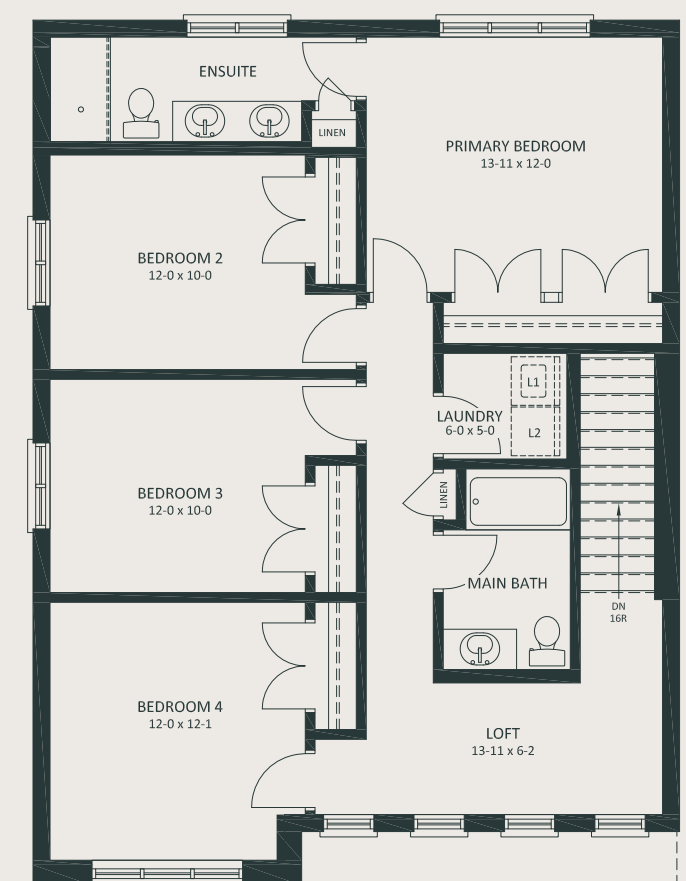 ENSUITE
LINEN
PRIMARY BEDROOM
13-11 x 12-0
BEDROOM 2
12-0 x 10-0
L1
LAUNDRY
6-0 x 5-0
L2
LINEN
BEDROOM 3
12-0 x 10-0
MAIN BATH
DN
16R
BEDROOM 4
12-0 x 12-1
LOFT
13-11 x 6-2